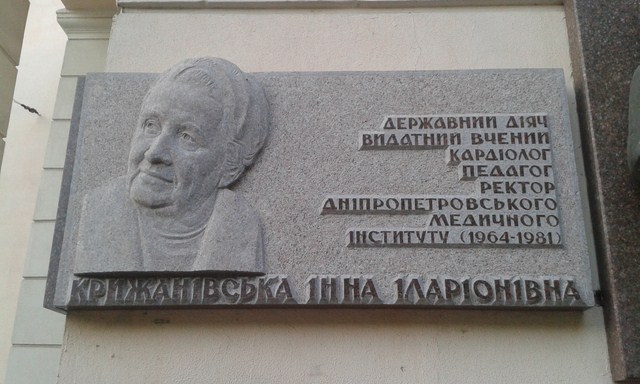 ДЕРЖАВНИЙ ДІЯЧ
ВИДАТНИЙ ВЧЕНИЙ
КАРДІОЛОГ
ПЕДАГОГ
РЕКТОР
ДНІПРОПЕТРОВСЬКОГО
МЕДИЧНОГО
ІНСТИТУТУ (1964-1981)
КРИЖАНІВСЬКА ІННА ІЛАРІОНІВНА